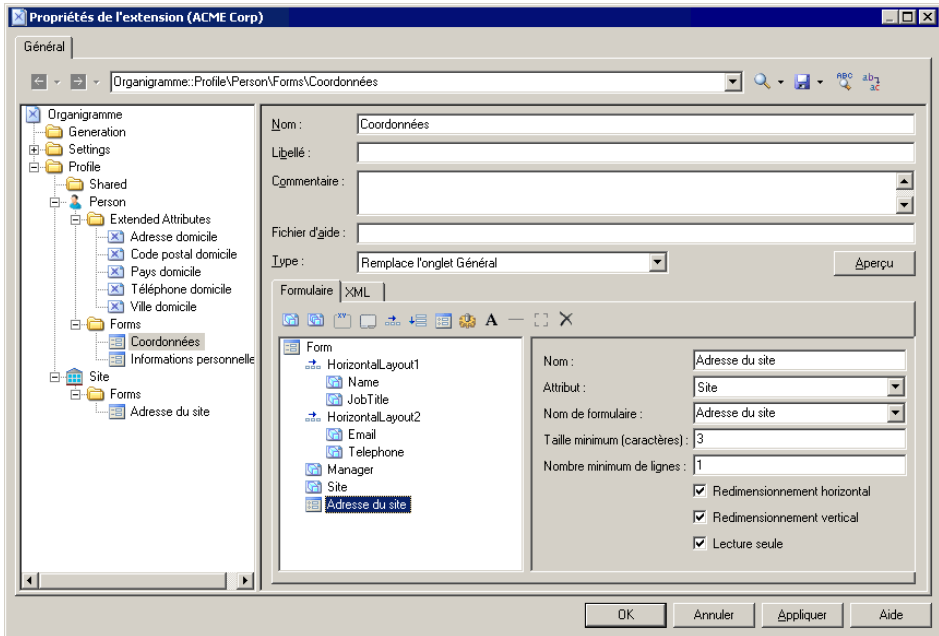 Propriétés de l'extension (ACME Corp)
Général
Organigramme::Profile\Person\Forms\Coordonnées
Organigramme
Generation
Settings
Profile
Shared
Person
Extended Attributes
Adresse domicile
Code postal domicile
Pays domicile
Téléphone domicile
Ville domicile
Forms
Coordonnées
Informations personnelle
Site
Forms
Adresse du site
Nom : Coordonnées
Libellé :
Commentaire :
Fichier d'aide :
Type : Remplace l'onglet Général
Aperçu
Formulaire XML
A
Form
HorizontalLayout1
Name
JobTitle
HorizontalLayout2
Email
Telephone
Manager
Site
Adresse du site
Nom : Adresse du site
Attribut : Site
Nom de formulaire : Adresse du site
Taille minimum (caractères) : 3
Nombre minimum de lignes : 1
Redimensionnement horizontal
Redimensionnement vertical
Lecture seule
OK Annuler Appliquer Aide